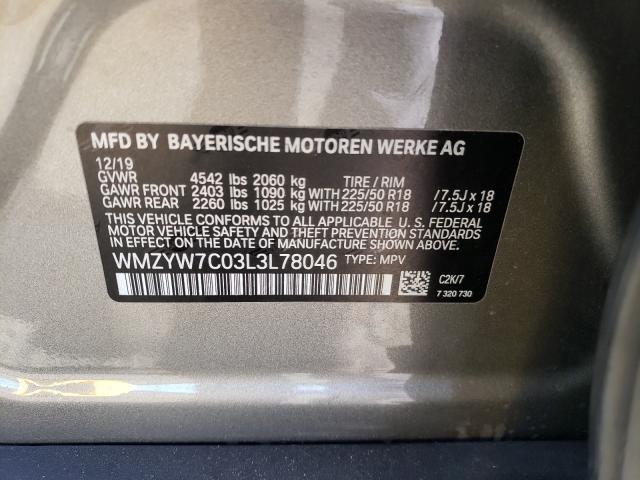 MFD BY BAYERISCHE MOTOREN WERKE AG
12/19
GVWR 4542 lbs 2060 kg TIRE / RIM
GAWR FRONT 2403 lbs 1090 kg WITH 225/50 R18 /7.5J x 18
GAWR REAR 2260 lbs 1025 kg WITH 225/50 R18 /7.5J x 18
THIS VEHICLE CONFORMS TO ALL APPLICABLE U. S. FEDERAL
MOTOR VEHICLE SAFETY, BUMPER, AND THEFT PREVENTION STANDARDS
IN EFFECT ON THE DATE OF MANUFACTURE SHOWN ABOVE.
WMZYW7C03L3L78046 TYPE: MPV
C2K/7
7 320 730